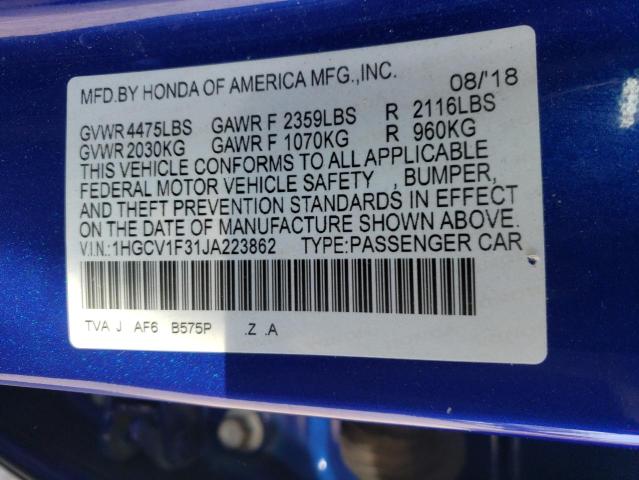 MFD.BY HONDA OF AMERICA MFG.,INC. 08/'18
GVWR 4475LBS GAWR F 2359LBS R 2116LBS
GVWR 2030KG GAWR F 1070KG R 960KG
THIS VEHICLE CONFORMS TO ALL APPLICABLE
FEDERAL MOTOR VEHICLE SAFETY , BUMPER,
AND THEFT PREVENTION STANDARDS IN EFFECT
ON THE DATE OF MANUFACTURE SHOWN ABOVE.
V.I.N.:1HGCV1F31JA223862 TYPE:PASSENGER CAR
TVA J AF6 B575P .Z .A